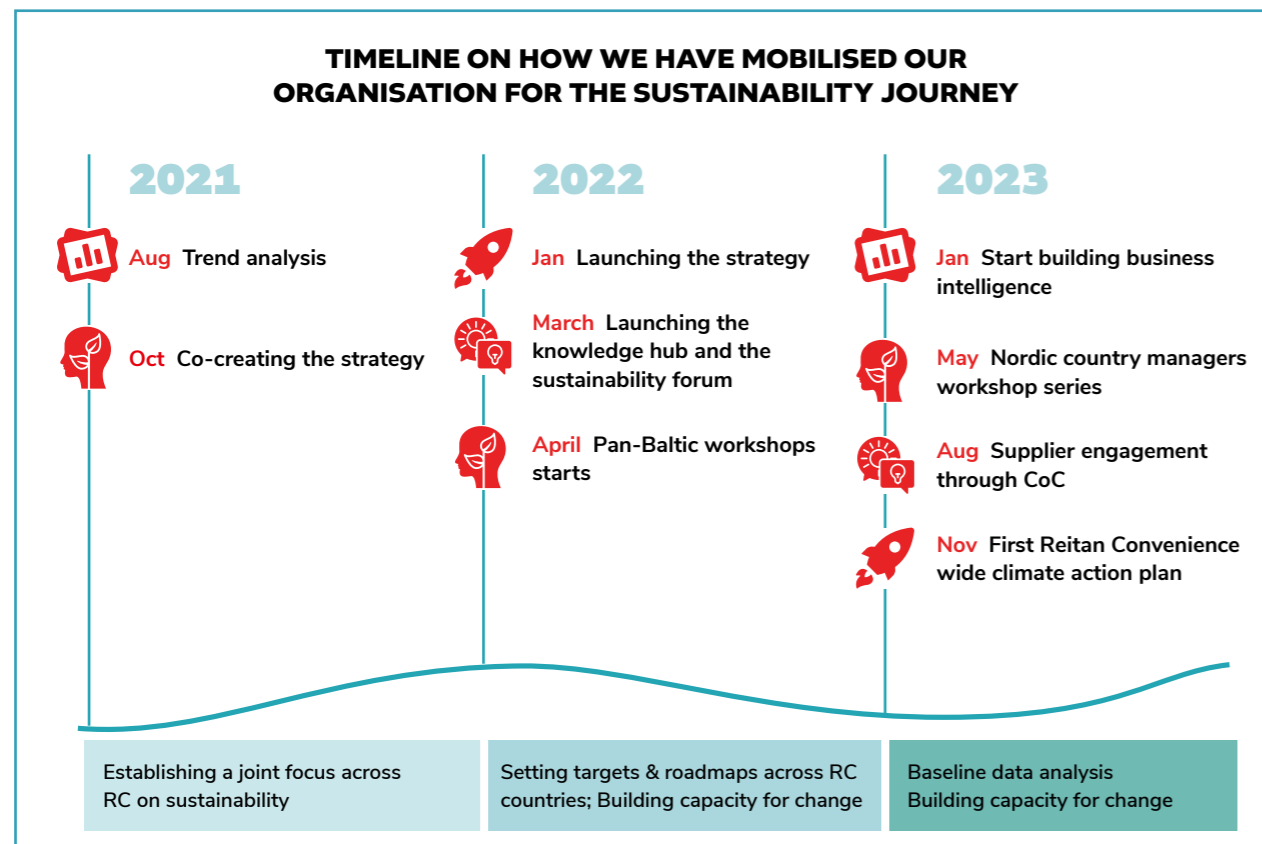 TIMELINE ON HOW WE HAVE MOBILISED OUR
ORGANISATION FOR THE SUSTAINABILITY JOURNEY
2021
Aug Trend analysis
Oct Co-creating the strategy
2022
Jan Launching the strategy
March Launching the
knowledge hub and the
sustainability forum
April Pan-Baltic workshops
starts
2023
Jan Start building business
intelligence
May Nordic country managers
workshop series
Aug Supplier engagement
through CoC
Nov First Reitan Convenience
wide climate action plan
Establishing a joint focus across
RC on sustainability
Setting targets & roadmaps across RC
countries; Building capacity for change
Baseline data analysis
Building capacity for change